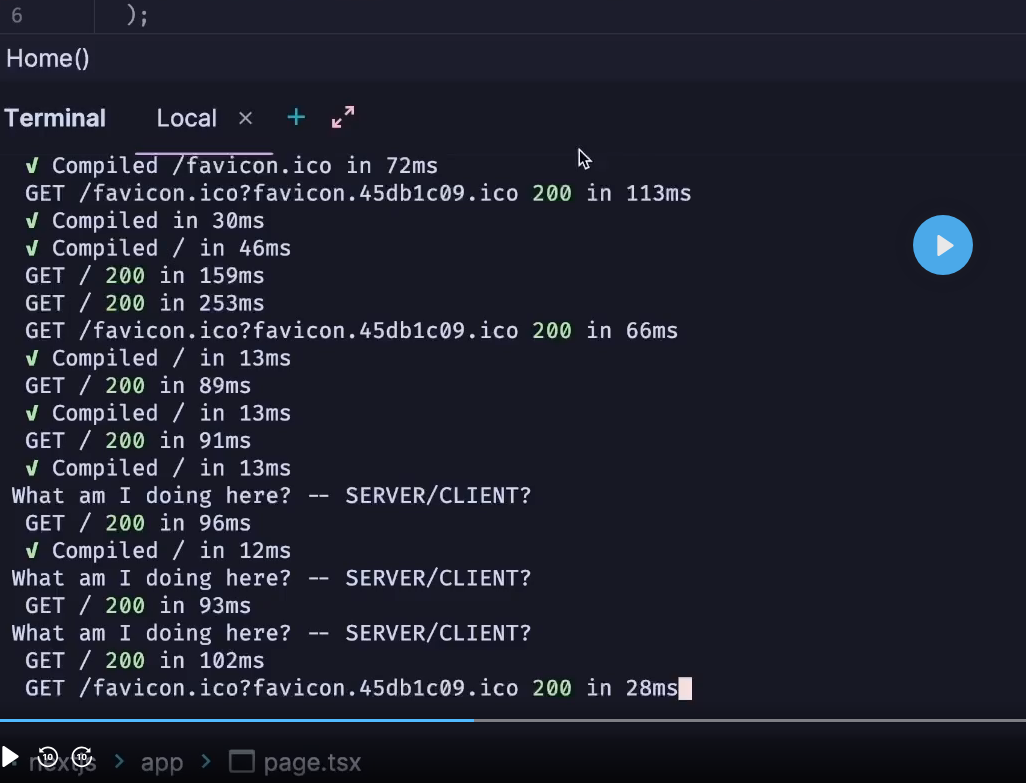 6 );
Home()
Terminal Local × +
✓ Compiled /favicon.ico in 72ms
GET /favicon.ico?favicon.45db1c09.ico 200 in 113ms
✓ Compiled in 30ms
✓ Compiled / in 46ms
GET / 200 in 159ms
GET / 200 in 253ms
GET /favicon.ico?favicon.45db1c09.ico 200 in 66ms
✓ Compiled / in 13ms
GET / 200 in 89ms
✓ Compiled / in 13ms
GET / 200 in 91ms
✓ Compiled / in 13ms
What am I doing here? -- SERVER/CLIENT?
GET / 200 in 96ms
✓ Compiled / in 12ms
What am I doing here? -- SERVER/CLIENT?
GET / 200 in 93ms
What am I doing here? -- SERVER/CLIENT?
GET / 200 in 102ms
GET /favicon.ico?favicon.45db1c09.ico 200 in 28ms
10 10 nextjs > app > page.tsx